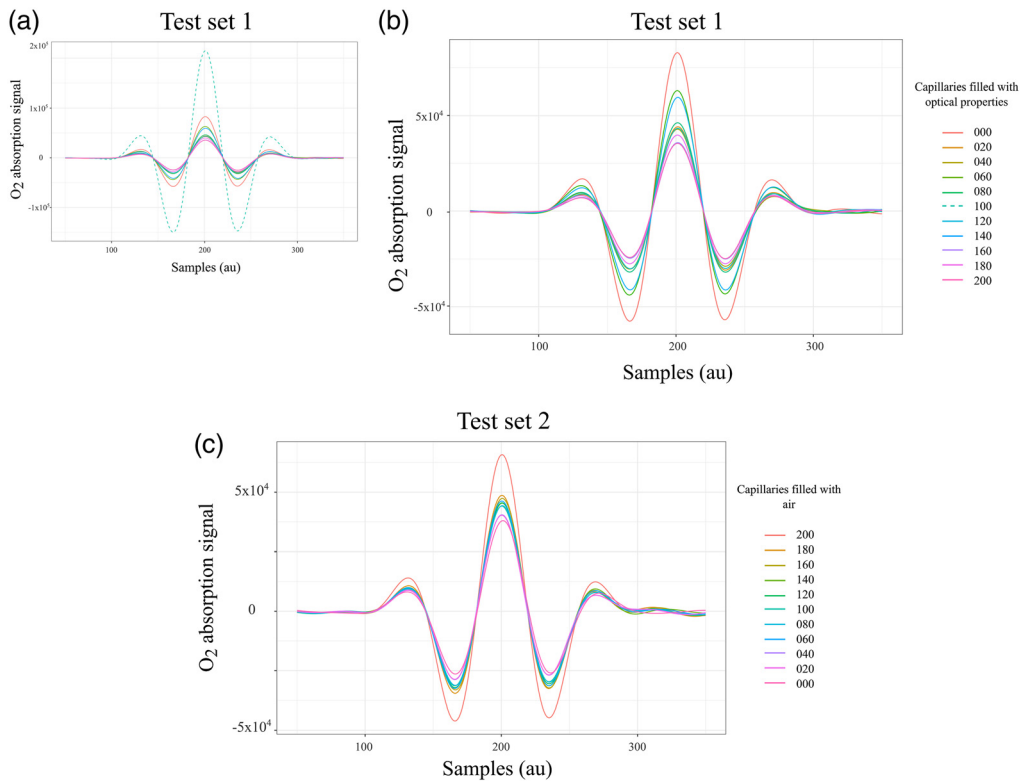 (a)
Test set 1
2x10⁵
1x10⁵
0
-1x10⁵
O₂ absorption signal
100
200
300
Samples (au)
(b)
Test set 1
5x10⁴
0
-5x10⁴
O₂ absorption signal
100
200
300
Samples (au)
Capillaries filled with
optical properties
000
020
040
060
080
100
120
140
160
180
200
(c)
Test set 2
5x10⁴
0
-5x10⁴
O₂ absorption signal
100
200
300
Samples (au)
Capillaries filled with
air
200
180
160
140
120
100
080
060
040
020
000